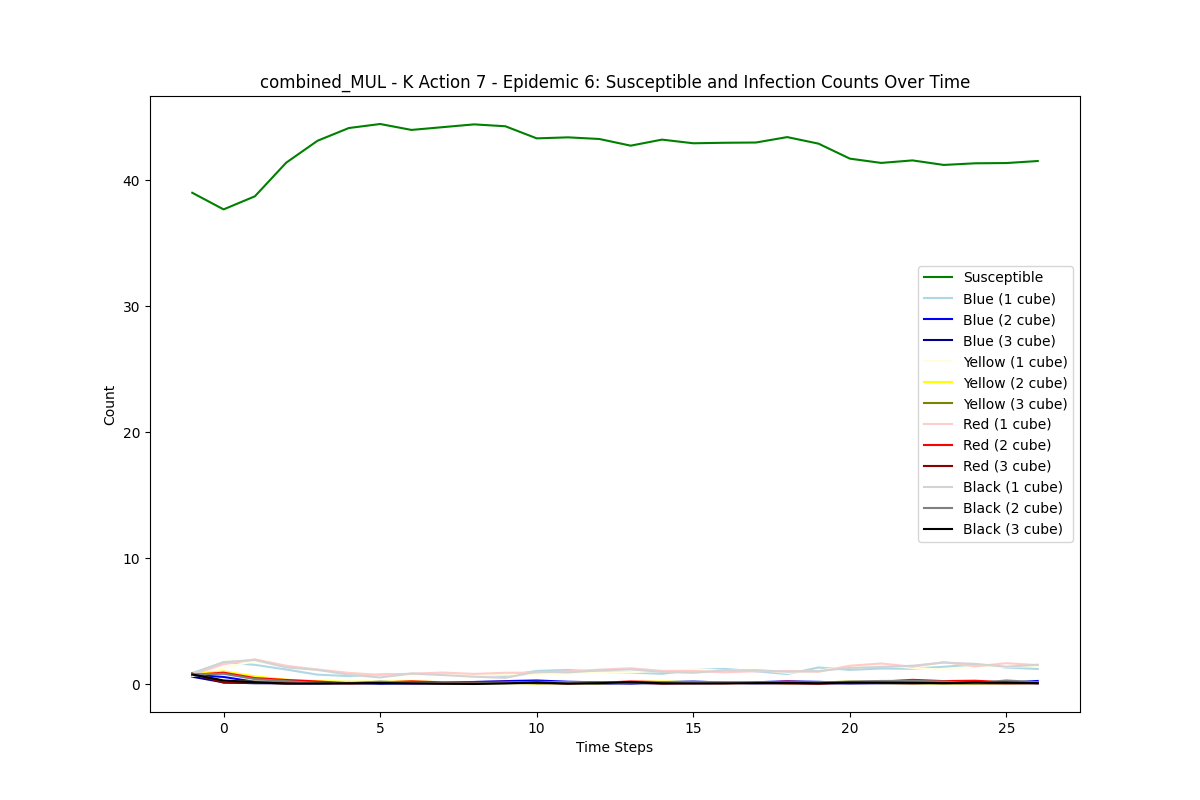 combined_MUL - K Action 7 - Epidemic 6: Susceptible and Infection Counts Over Time
40
30
20
10
0
Count
Susceptible
Blue (1 cube)
Blue (2 cube)
Blue (3 cube)
Yellow (1 cube)
Yellow (2 cube)
Yellow (3 cube)
Red (1 cube)
Red (2 cube)
Red (3 cube)
Black (1 cube)
Black (2 cube)
Black (3 cube)
0 5 10 15 20 25
Time Steps